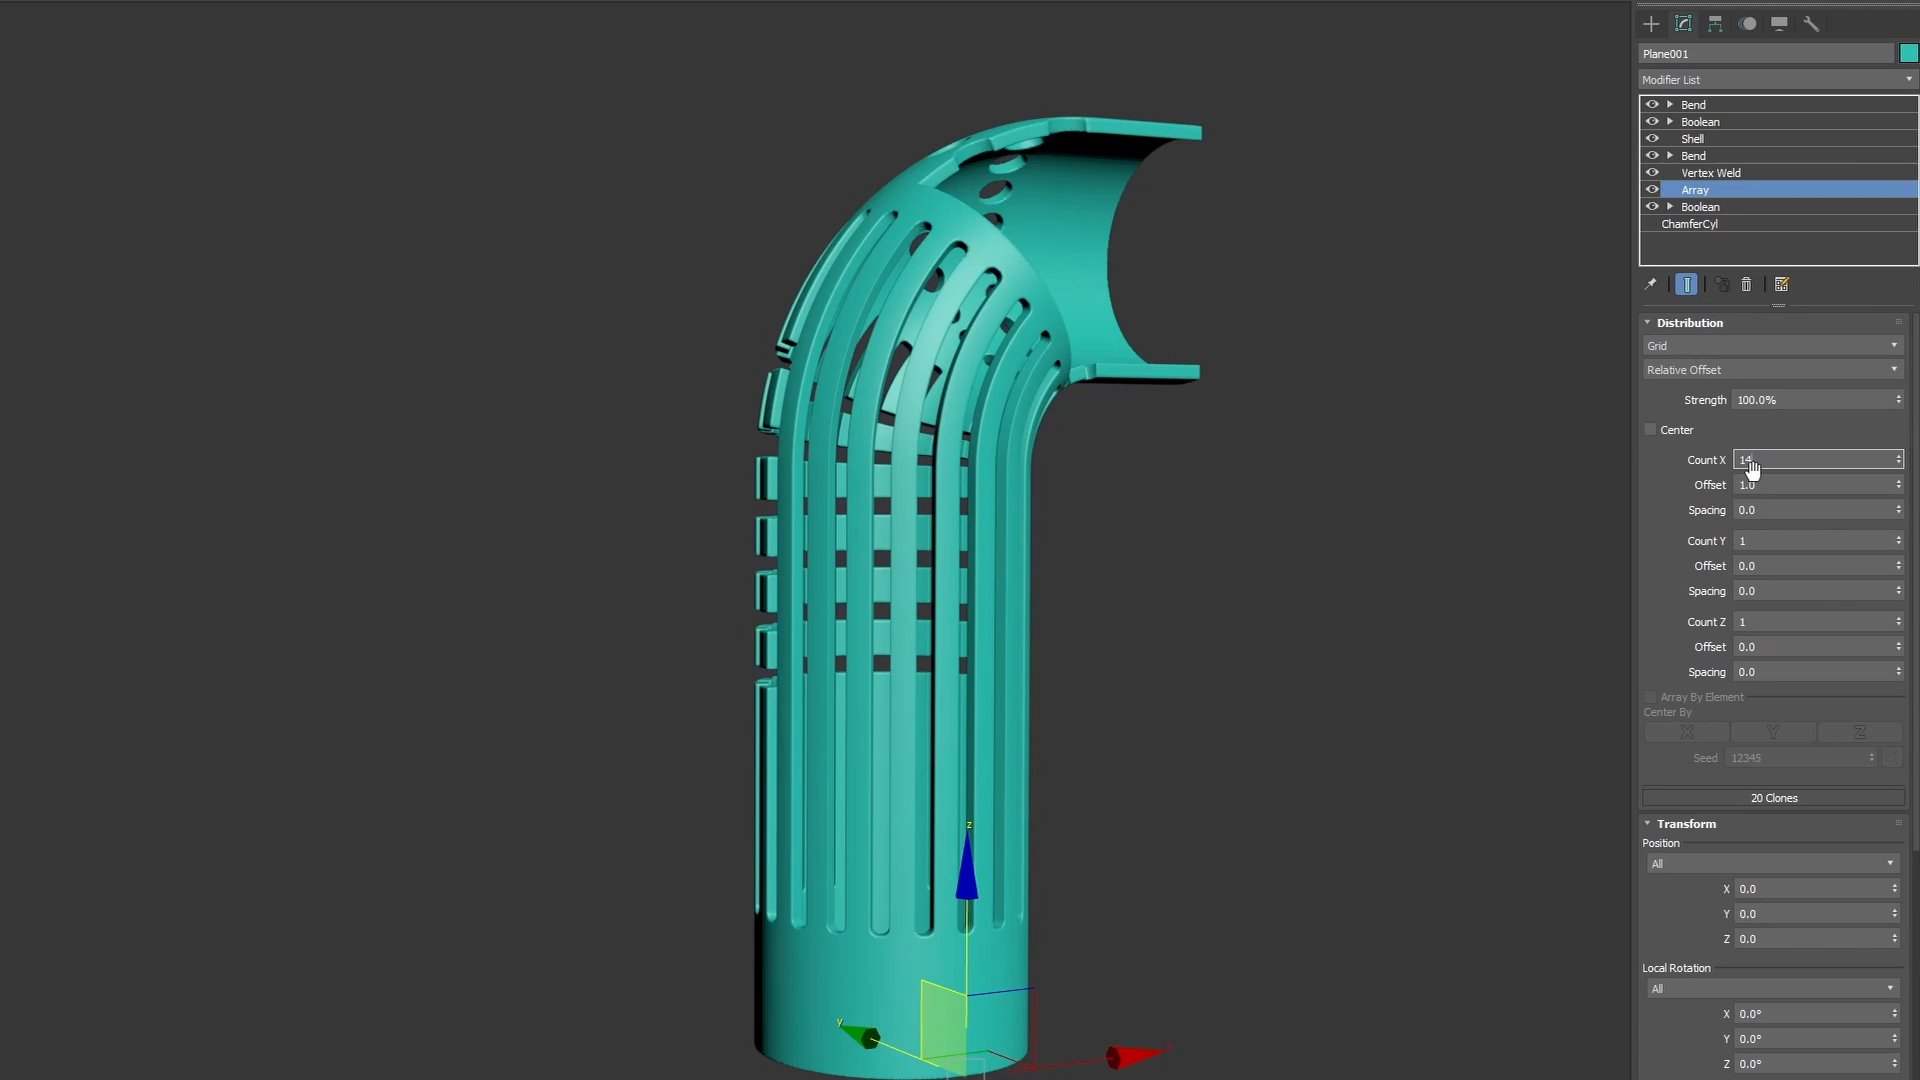 Plane001
Modifier List
Bend
Boolean
Shell
Bend
Vertex Weld
Array
Boolean
ChamferCyl
Distribution
Grid
Relative Offset
Strength 100.0%
Center
Count X 14
Offset 1.0
Spacing 0.0
Count Y 1
Offset 0.0
Spacing 0.0
Count Z 1
Offset 0.0
Spacing 0.0
Array By Element
Center By
X Y Z
Seed 12345
20 Clones
Transform
Position
All
X 0.0
Y 0.0
Z 0.0
Local Rotation
All
X 0.0°
Y 0.0°
Z 0.0°
z
y